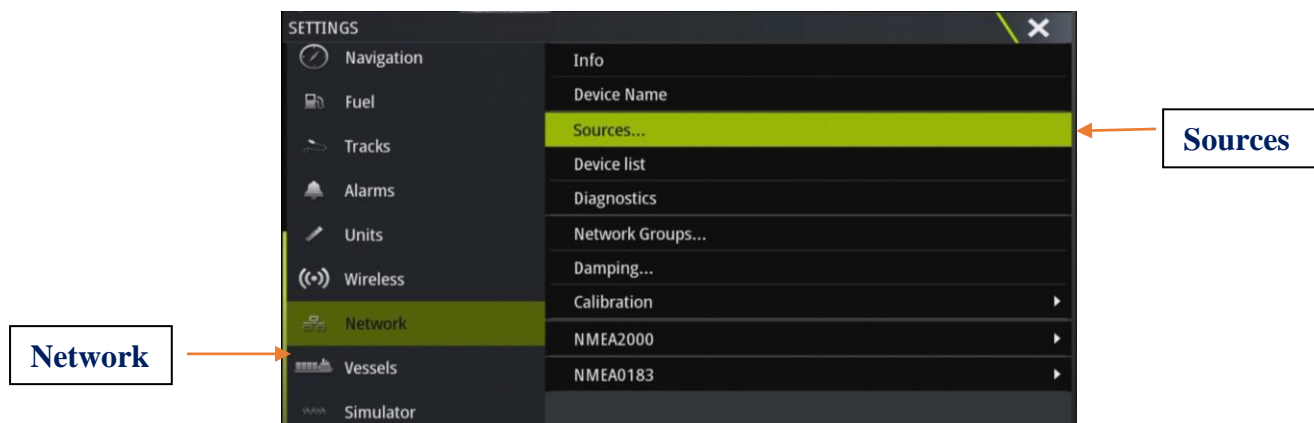 SETTINGS
Navigation
Fuel
Tracks
Alarms
Units
Wireless
Network
Vessels
Simulator
Info
Device Name
Sources...
Device list
Diagnostics
Network Groups...
Damping...
Calibration
NMEA2000
NMEA0183
Sources
Network